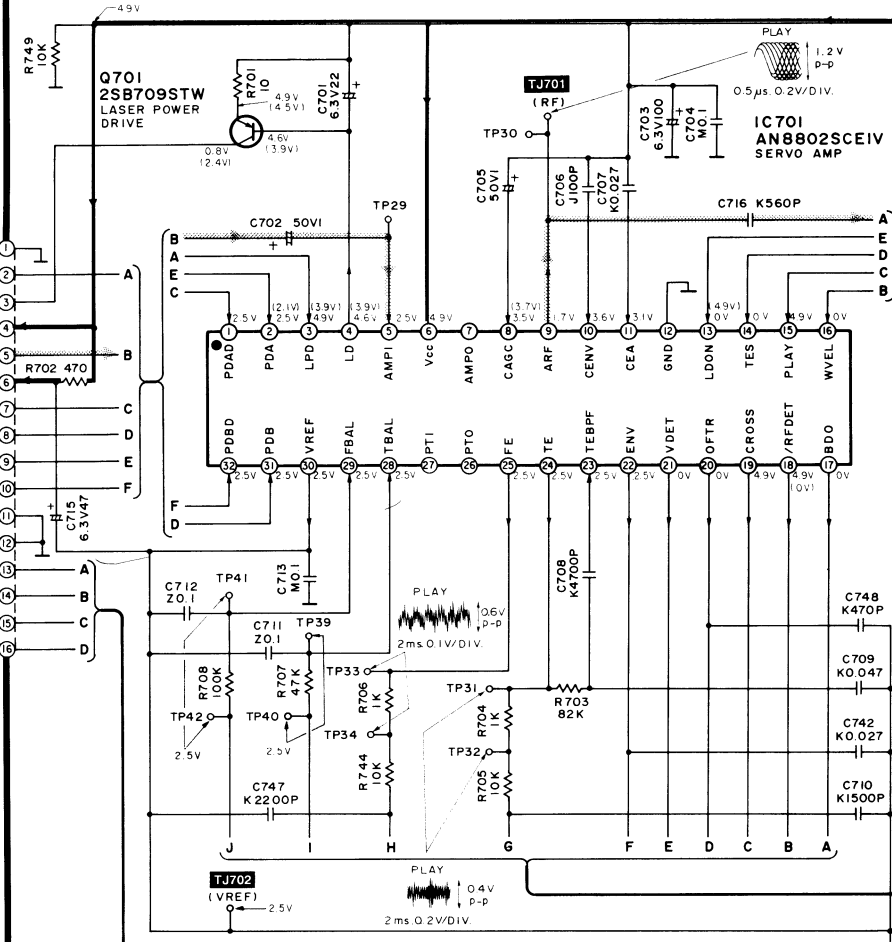 4.9V
R749
10K
Q701
2SB709STW
LASER POWER
DRIVE
R701
10
4.9V
(4.5V)
C701
6.3V22
4.6V
(3.9V)
0.8V
(2.4V)
TJ701
(RF)
TP30
PLAY
1.2V
P-P
0.5μs. 0.2V/DIV.
C703
6.3V100
C704
M0.1
IC701
AN8802SCEIV
SERVO AMP
C705
50V1
C706
J100P
C707
K0.027
C716 K560P
TP29
C702 50V1
B
A
E
C
A
E
D
C
B
1
2
3
4
5
6
7
8
9
10
11
12
13
14
15
16
A
B
R702 470
C
D
E
F
C715
6.3V47
A
B
C
D
2.5V
(2.1V)
2.5V
(3.9V)
4.9V
(3.9V)
4.6V
2.5V
4.9V
(3.7V)
3.5V
1.7V
3.6V
3.1V
(4.9V)
0V
0V
4.9V
0V
1 2 3 4 5 6 7 8 9 10 11 12 13 14 15 16
PDAD
PDA
LPD
LD
AMPI
Vcc
AMPO
CAGC
ARF
CENV
CEA
GND
LDON
TES
PLAY
WVEL
PDBD
PDB
VREF
FBAL
TBAL
PTI
PTO
FE
TE
TEBPF
ENV
VDET
OFTR
CROSS
/RFDET
BDO
32 31 30 29 28 27 26 25 24 23 22 21 20 19 18 17
2.5V
2.5V
2.5V
2.5V
2.5V
2.5V
2.5V
2.5V
2.5V
0V
0V
4.9V
4.9V
(0V)
0V
F
D
C712
Z0.1
TP41
C713
M0.1
C711
Z0.1
TP39
PLAY
0.6V
P-P
2ms. 0.1V/DIV.
C708
K4700P
C748
K470P
R708
100K
R707
47K
TP33
R706
1K
TP31
R704
1K
R703
82K
C709
K0.047
TP42
2.5V
TP40
2.5V
TP34
R744
10K
TP32
R705
10K
C742
K0.027
C747
K2200P
C710
K1500P
J
I
H
G
F
E
D
C
B
A
TJ702
(VREF)
2.5V
PLAY
0.4V
P-P
2ms. 0.2V/DIV.